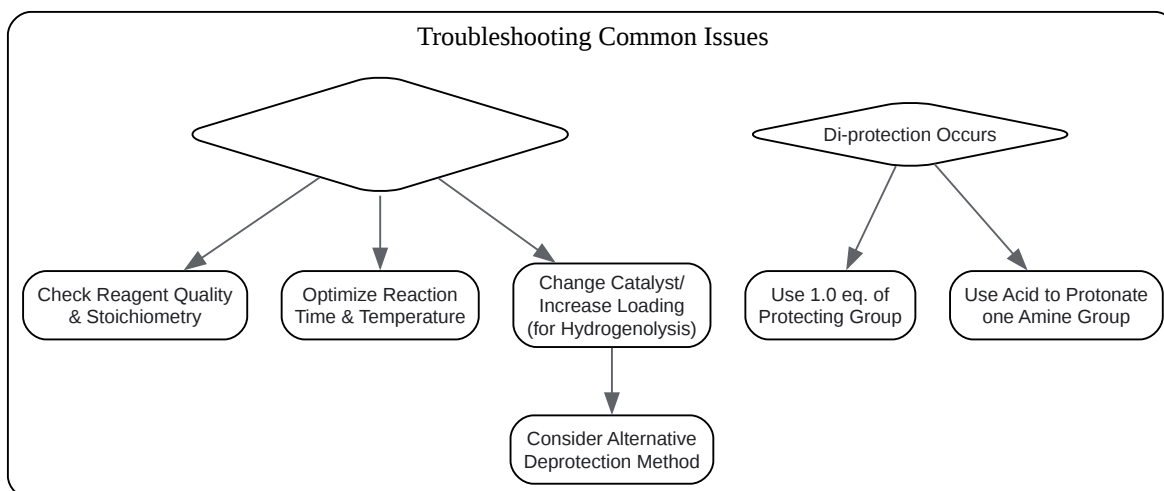 Troubleshooting Common Issues
Di-protection Occurs
Check Reagent Quality
& Stoichiometry
Optimize Reaction
Time & Temperature
Change Catalyst/
Increase Loading
(for Hydrogenolysis)
Use 1.0 eq. of
Protecting Group
Use Acid to Protonate
one Amine Group
Consider Alternative
Deprotection Method